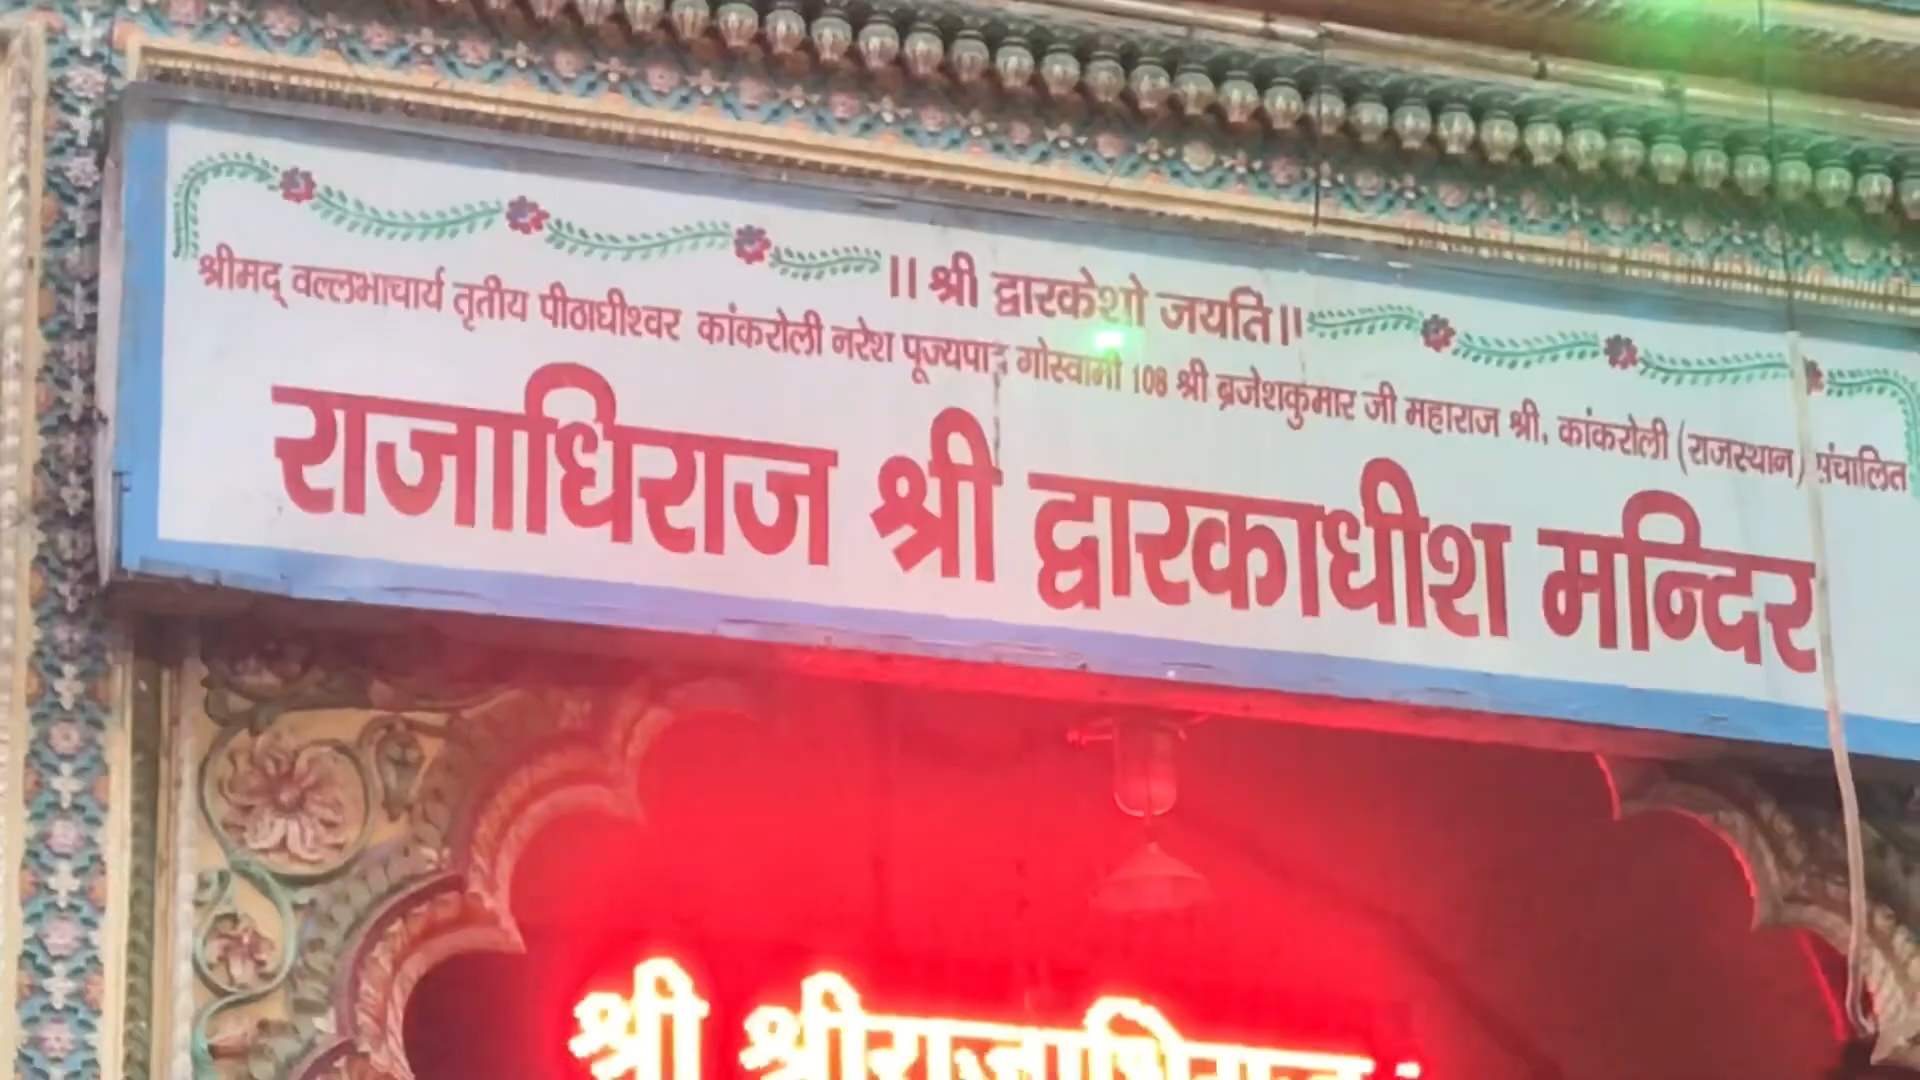 ।। श्री द्वारकेशो जयति ।।
श्रीमद् वल्लभाचार्य तृतीय पीठाधीश्वर कांकरोली नरेश पूज्यपाद गोस्वामी 108 श्री ब्रजेशकुमार जी महाराज श्री, कांकरोली (राजस्थान) संचालित
राजाधिराज श्री द्वारकाधीश मन्दिर
श्री श्रीराजाधिराज